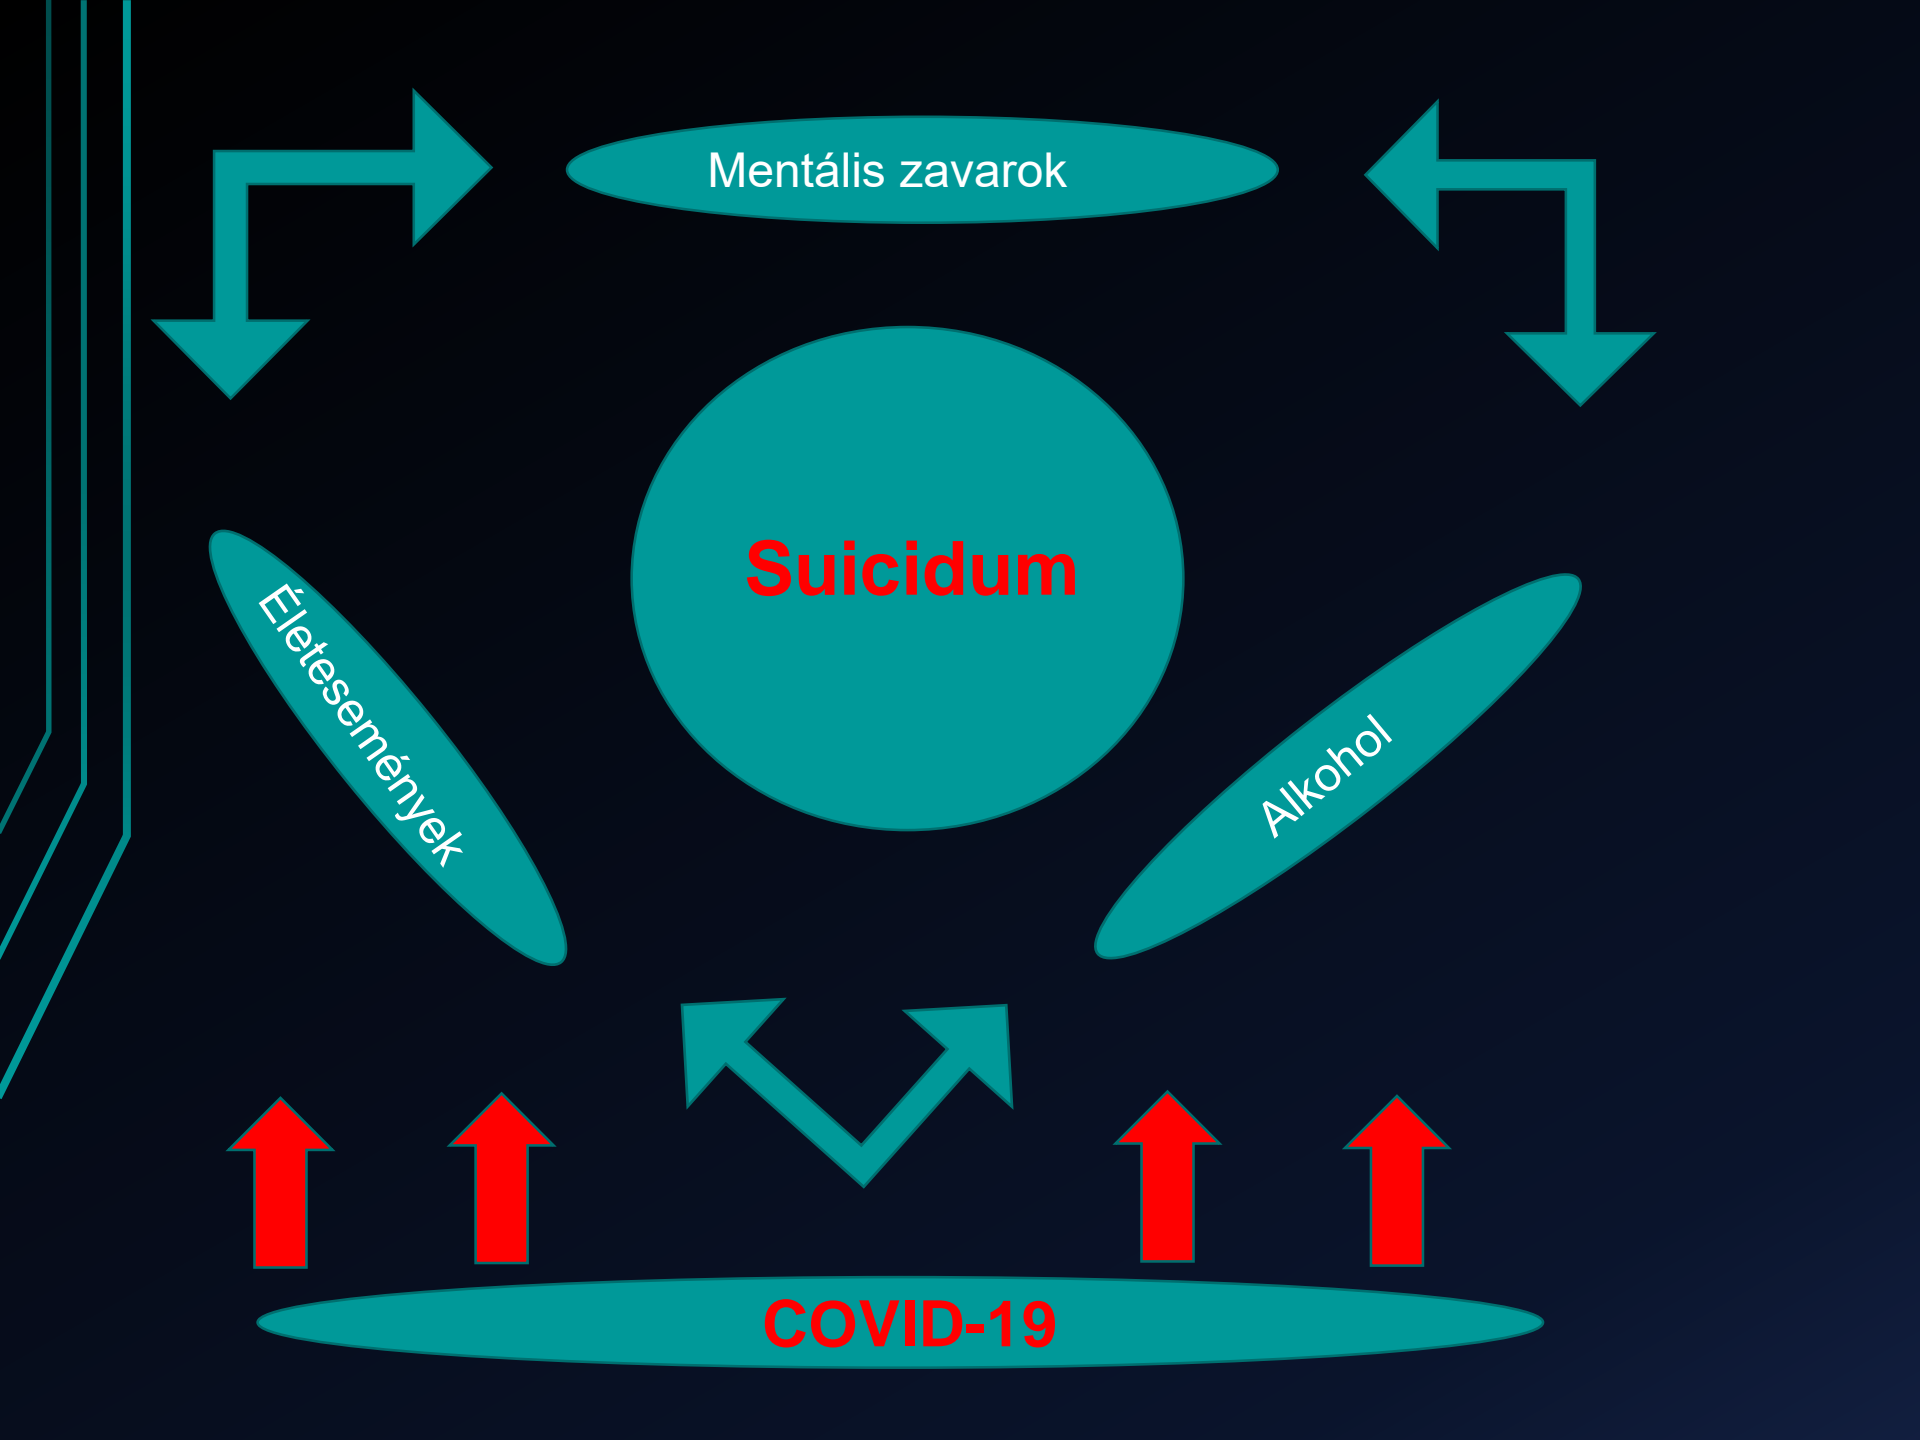 Mentális zavarok
Suicidum
Életesemények
Alkohol
COVID-19